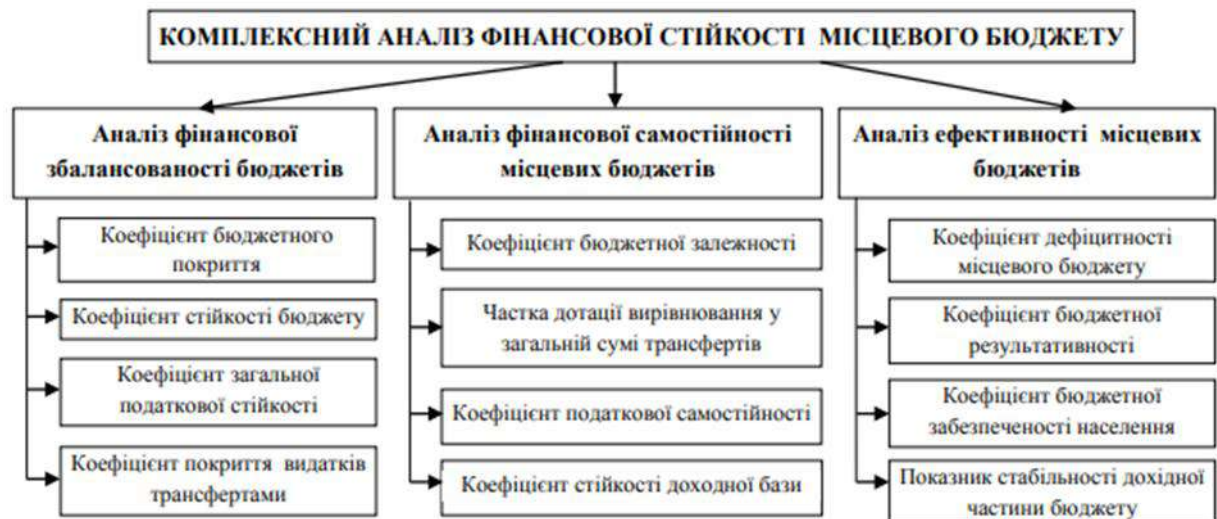 КОМПЛЕКСНИЙ АНАЛІЗ ФІНАНСОВОЇ СТІЙКОСТІ МІСЦЕВОГО БЮДЖЕТУ
Аналіз фінансової
збалансованості бюджетів
Коефіцієнт бюджетного
покриття
Коефіцієнт стійкості бюджету
Коефіцієнт загальної
податкової стійкості
Коефіцієнт покриття видатків
трансфертами
Аналіз фінансової самостійності
місцевих бюджетів
Коефіцієнт бюджетної залежності
Частка дотації вирівнювання у
загальній сумі трансфертів
Коефіцієнт податкової самостійності
Коефіцієнт стійкості доходної бази
Аналіз ефективності місцевих
бюджетів
Коефіцієнт дефіцитності
місцевого бюджету
Коефіцієнт бюджетної
результативності
Коефіцієнт бюджетної
забезпеченості населення
Показник стабільності дохідної
частини бюджету